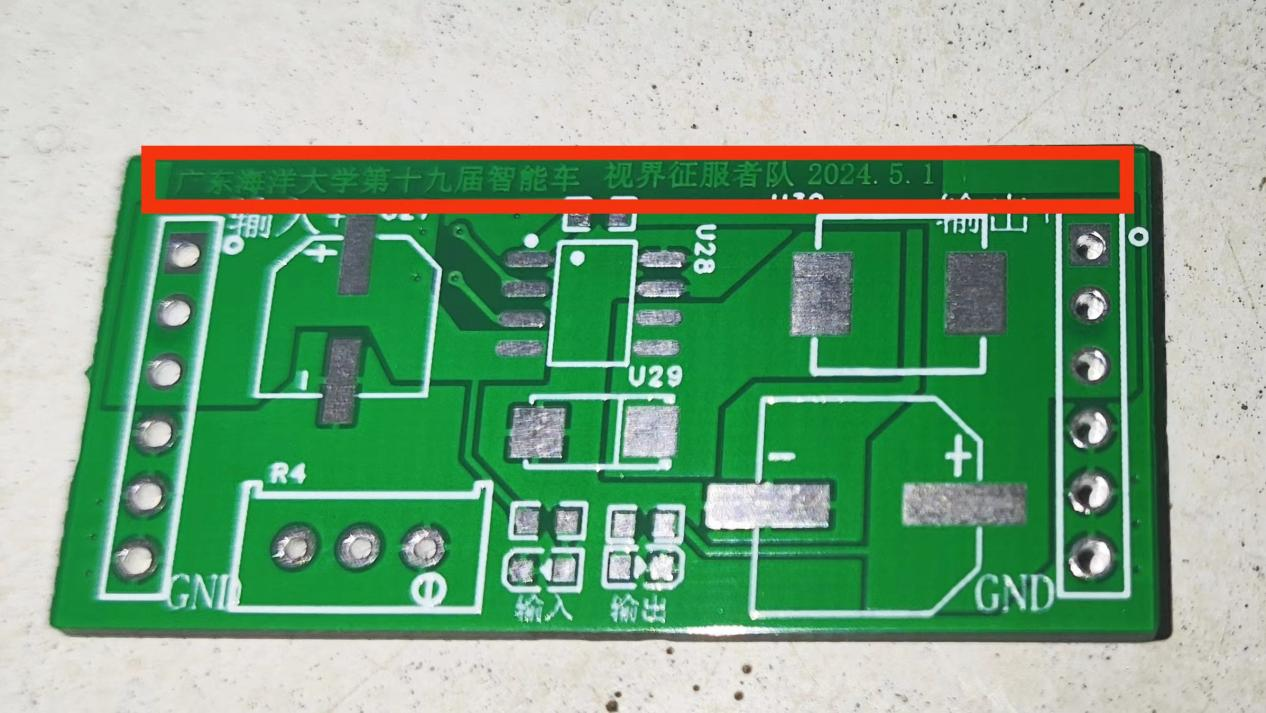 广东海洋大学第十九届智能车 视界征服者队 2024.5.1
输入+
输出+
U28
U29
R4
GND
GND
输入
输出